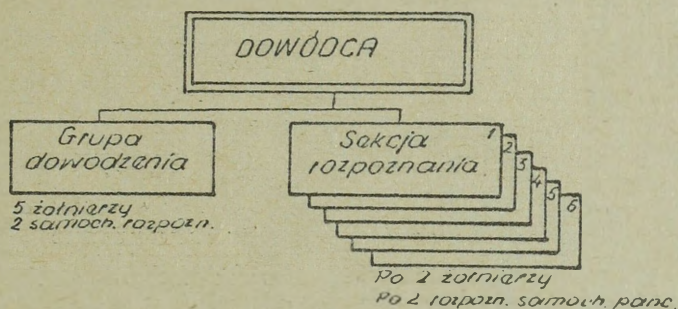 DOWÓDCA
Grupa
dowodzenia
Sekcja
rozpoznania
1
2
3
4
5
6
5 żołnierzy
2 samoch. rozpozn.
Po 2 żołnierzy
Po 2 rozpozn. samoch. panc.